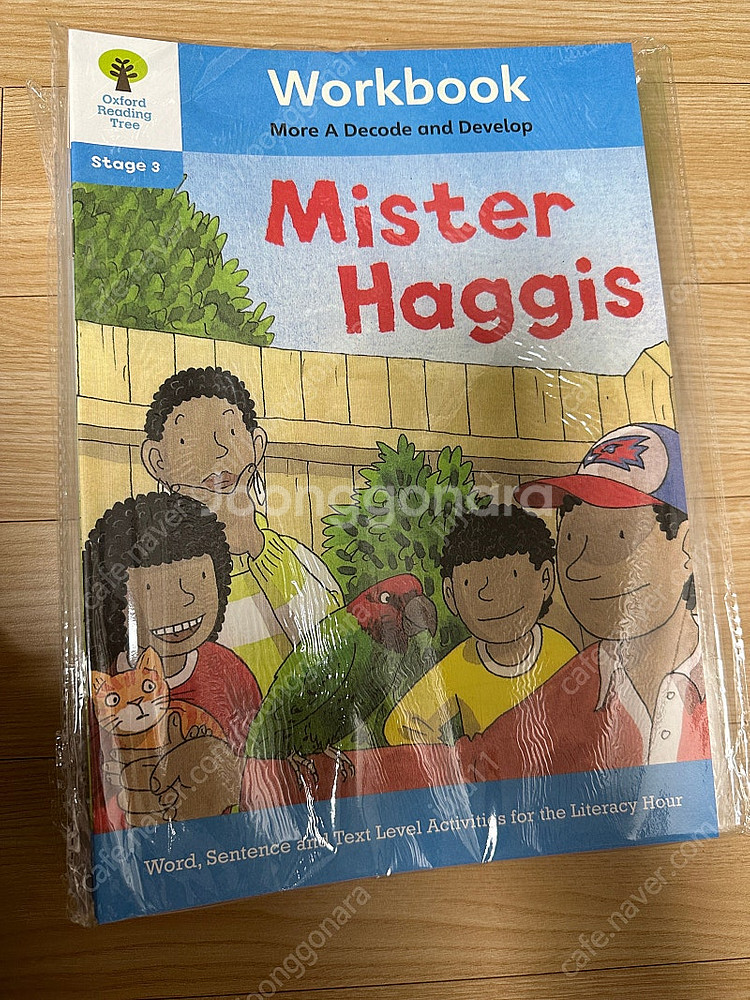 Oxford
Reading
Tree
Stage 3
Workbook
More A Decode and Develop
Mister
Haggis
Joonggonara
Word, Sentence and Text Level Activities for the Literacy Hour
cafe.naver.com
Joonggonara